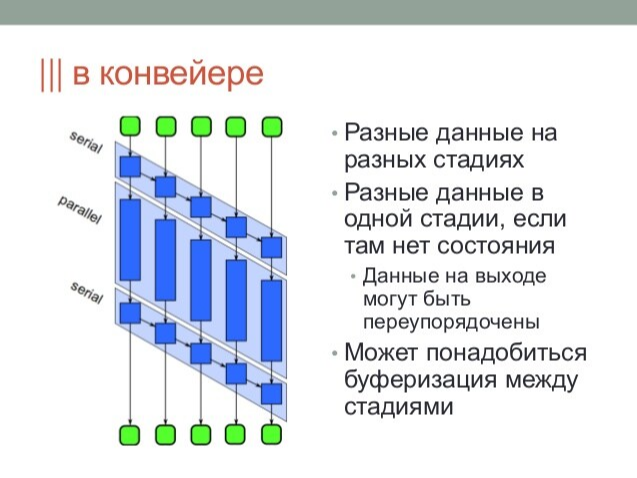 ||| в конвейере
serial
parallel
serial
• Разные данные на
разных стадиях
• Разные данные в
одной стадии, если
там нет состояния
• Данные на выходе
могут быть
переупорядочены
• Может понадобиться
буферизация между
стадиями